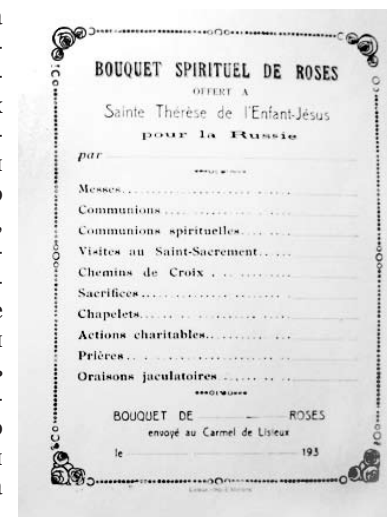 BOUQUET SPIRITUEL DE ROSES
OFFERT A
Sainte Thérèse de l'Enfant-Jésus
pour la Russie
par
Messes
Communions
Communions spirituelles
Visites au Saint-Sacrement
Chemins de Croix
Sacrifices
Chapelets
Actions charitables
Prières
Oraisons jaculatoires
BOUQUET DE ROSES
envoyé au Carmel de Lisieux
le 193